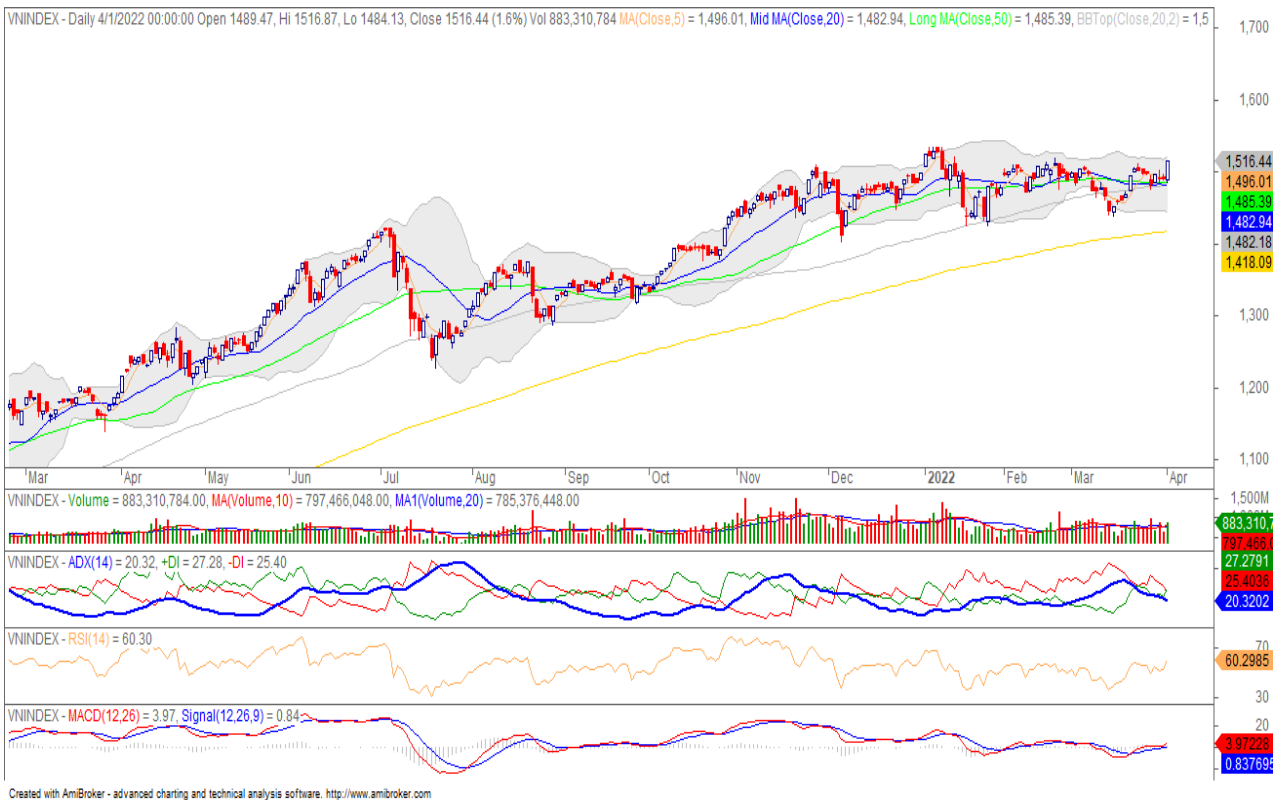 VNINDEX - Daily 4/1/2022 00:00:00 Open 1489.47, Hi 1516.87, Lo 1484.13, Close 1516.44 (1.6%) Vol 883,310,784 MA(Close,5) = 1,496.01, Mid MA(Close,20) = 1,482.94, Long MA(Close,50) = 1,485.39, BBTop(Close,20,2) = 1,5
1,700
1,600
1,516.44
1,496.01
1,485.39
1,482.94
1,482.18
1,418.09
1,300
1,200
1,100
Mar Apr May Jun Jul Aug Sep Oct Nov Dec 2022 Feb Mar Apr
VNINDEX - Volume = 883,310,784.00, MA(Volume,10) = 797,466,048.00, MA1(Volume,20) = 785,376,448.00
1,500M
883,310,7
797,466,0
VNINDEX - ADX(14) = 20.32, +DI = 27.28, -DI = 25.40
27.2791
25.4036
20.3202
VNINDEX - RSI(14) = 60.30
70
60.2985
30
VNINDEX - MACD(12,26) = 3.97, Signal(12,26,9) = 0.84
20
3.97228
0.837695
Created with AmiBroker - advanced charting and technical analysis software. http://www.amibroker.com